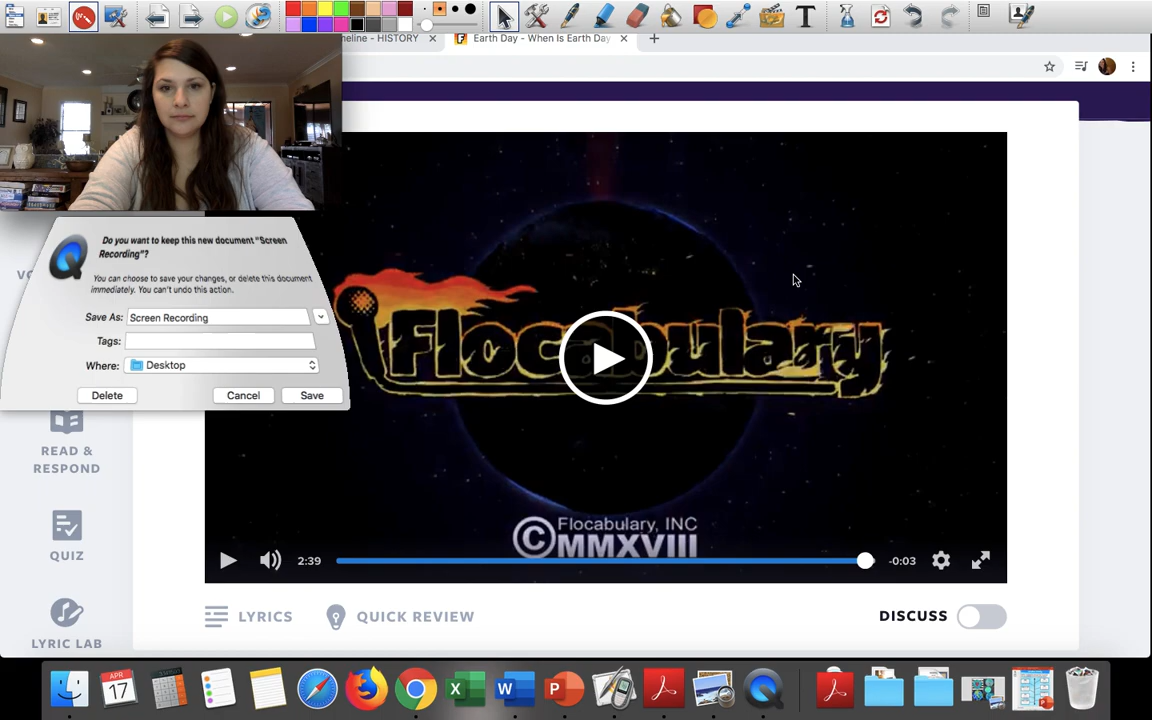 T
meline - HISTORY
Earth Day - When Is Earth Day
Do you want to keep this new document "Screen
Recording"?
You can choose to save your changes, or delete this document
immediately. You can't undo this action.
Save As: Screen Recording
Tags:
Where: Desktop
Delete Cancel Save
Flocabulary
© Flocabulary, INC
MMXVIII
2:39
-0:03
READ &
RESPOND
QUIZ
LYRIC LAB
LYRICS
QUICK REVIEW
DISCUSS
APR
17
X
W
P